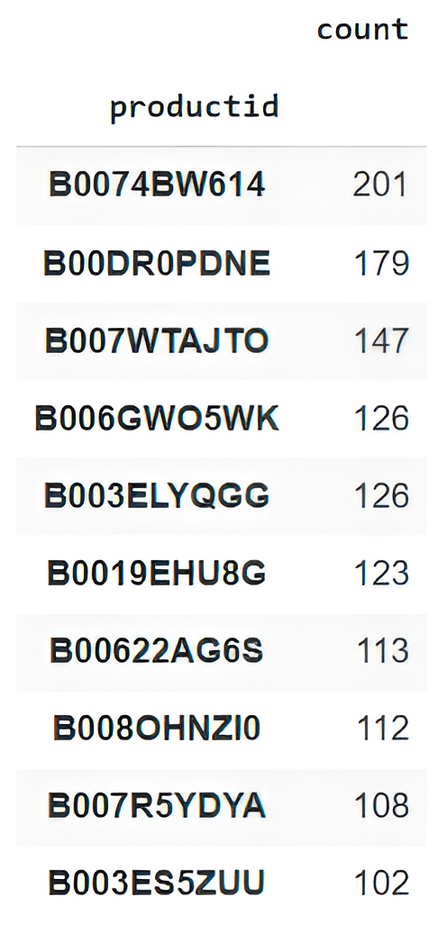 count
productid
B0074BW614 201
B00DR0PDNE 179
B007WTAJTO 147
B006GWO5WK 126
B003ELYQGG 126
B0019EHU8G 123
B00622AG6S 113
B008OHNZI0 112
B007R5YDYA 108
B003ES5ZUU 102